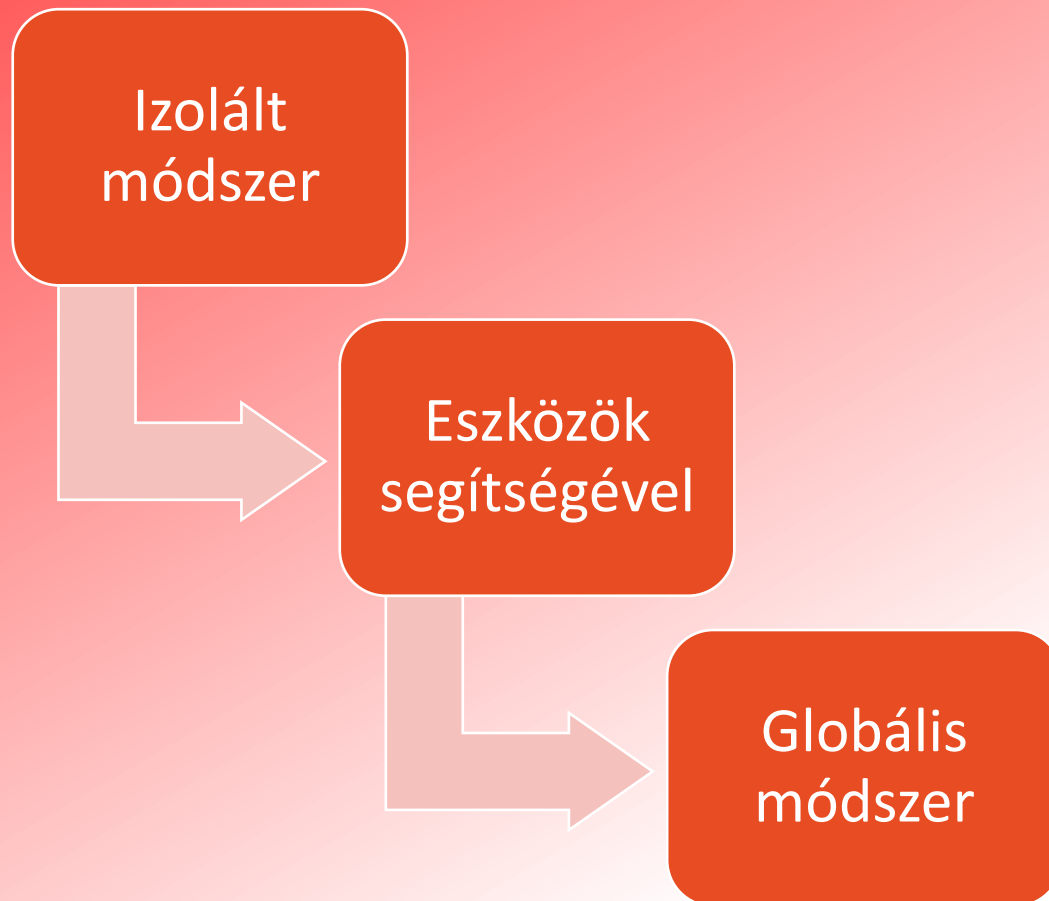 Izolált
módszer
Eszközök
segítségével
Globális
módszer